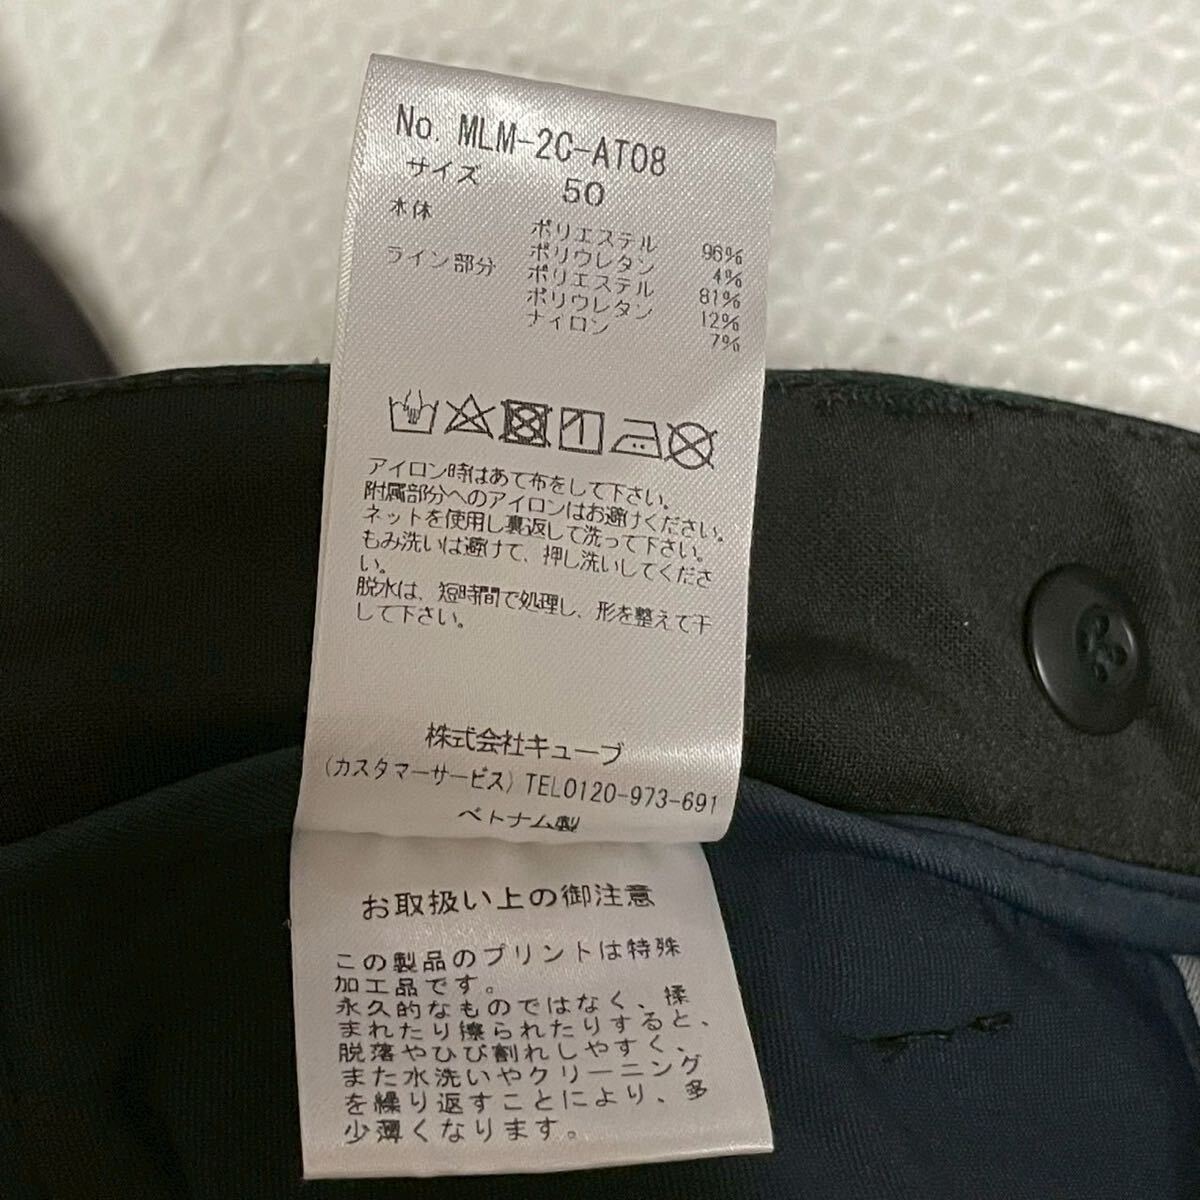 No. MLM-2C-AT08
サイズ 50
本体 ポリエステル 96%
ポリウレタン 4%
ライン部分 ポリエステル 81%
ポリウレタン 12%
ナイロン 7%
アイロン時はあて布をして下さい。
附属部分へのアイロンはお避けください。
ネットを使用し裏返して洗って下さい。
もみ洗いは避けて、押し洗いしてくださ
い。
脱水は、短時間で処理し、形を整えて干
して下さい。
株式会社キューブ
(カスタマーサービス) TEL0120-973-691
ベトナム製
お取扱い上の御注意
この製品のプリントは特殊
加工品です。
永久的なものではなく、揉
まれたり擦られたりすると、
脱落やひび割れしやすく、
また水洗いやクリーニング
を繰り返すことにより、多
少薄くなります。